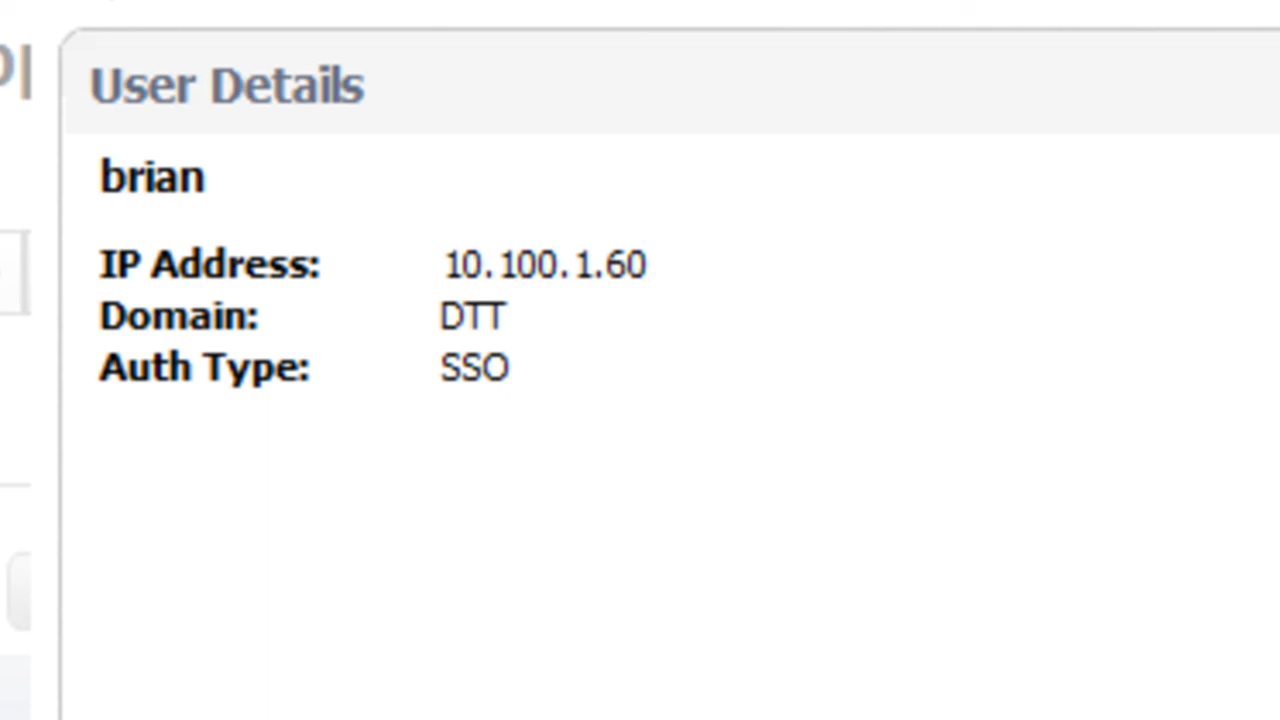 User Details
brian
IP Address: 10.100.1.60
Domain: DTT
Auth Type: SSO